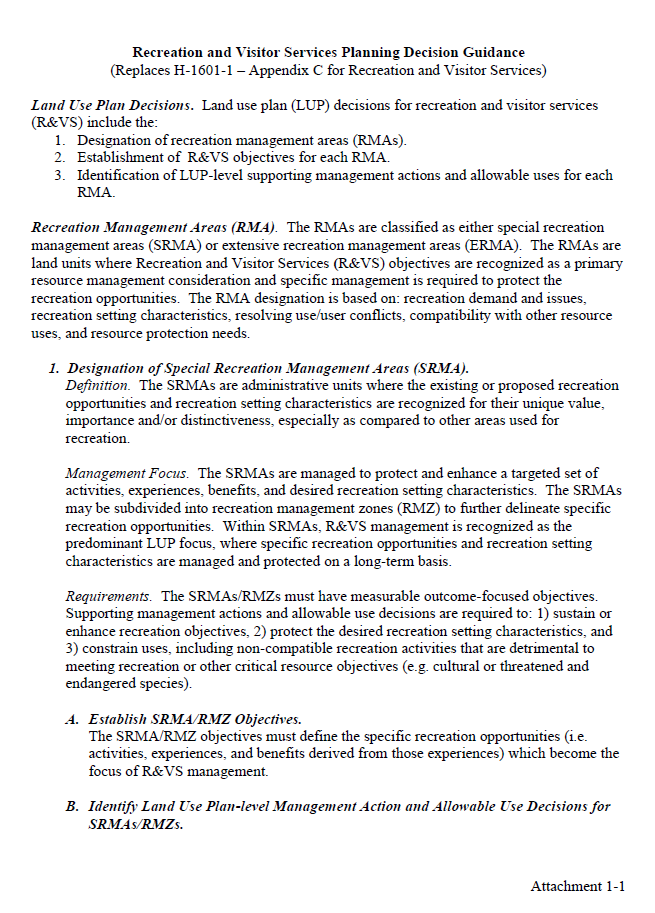 Recreation and Visitor Services Planning Decision Guidance
(Replaces H-1601-1 – Appendix C for Recreation and Visitor Services)
Land Use Plan Decisions. Land use plan (LUP) decisions for recreation and visitor services
(R&VS) include the:
1. Designation of recreation management areas (RMAs).
2. Establishment of R&VS objectives for each RMA.
3. Identification of LUP-level supporting management actions and allowable uses for each
RMA.
Recreation Management Areas (RMA). The RMAs are classified as either special recreation
management areas (SRMA) or extensive recreation management areas (ERMA). The RMAs are
land units where Recreation and Visitor Services (R&VS) objectives are recognized as a primary
resource management consideration and specific management is required to protect the
recreation opportunities. The RMA designation is based on: recreation demand and issues,
recreation setting characteristics, resolving use/user conflicts, compatibility with other resource
uses, and resource protection needs.
1. Designation of Special Recreation Management Areas (SRMA).
Definition. The SRMAs are administrative units where the existing or proposed recreation
opportunities and recreation setting characteristics are recognized for their unique value,
importance and/or distinctiveness, especially as compared to other areas used for
recreation.
Management Focus. The SRMAs are managed to protect and enhance a targeted set of
activities, experiences, benefits, and desired recreation setting characteristics. The SRMAs
may be subdivided into recreation management zones (RMZ) to further delineate specific
recreation opportunities. Within SRMAs, R&VS management is recognized as the
predominant LUP focus, where specific recreation opportunities and recreation setting
characteristics are managed and protected on a long-term basis.
Requirements. The SRMAs/RMZs must have measurable outcome-focused objectives.
Supporting management actions and allowable use decisions are required to: 1) sustain or
enhance recreation objectives, 2) protect the desired recreation setting characteristics, and
3) constrain uses, including non-compatible recreation activities that are detrimental to
meeting recreation or other critical resource objectives (e.g. cultural or threatened and
endangered species).
A. Establish SRMA/RMZ Objectives.
The SRMA/RMZ objectives must define the specific recreation opportunities (i.e.
activities, experiences, and benefits derived from those experiences) which become the
focus of R&VS management.
B. Identify Land Use Plan-level Management Action and Allowable Use Decisions for
SRMAs/RMZs.
Attachment 1-1